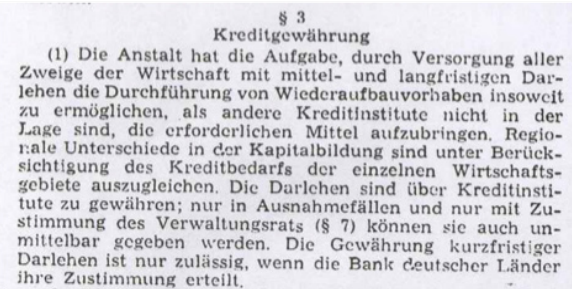 § 3
Kreditgewährung
(1) Die Anstalt hat die Aufgabe, durch Versorgung aller
Zweige der Wirtschaft mit mittel- und langfristigen Dar-
lehen die Durchführung von Wiederaufbauvorhaben insoweit
zu ermöglichen, als andere Kreditinstitute nicht in der
Lage sind, die erforderlichen Mittel aufzubringen. Regio-
nale Unterschiede in der Kapitalbildung sind unter Berück-
sichtigung des Kreditbedarfs der einzelnen Wirtschafts-
gebiete auszugleichen. Die Darlehen sind über Kreditinsti-
tute zu gewähren; nur in Ausnahmefällen und nur mit Zu-
stimmung des Verwaltungsrats (§ 7) können sie auch un-
mittelbar gegeben werden. Die Gewährung kurzfristiger
Darlehen ist nur zulässig, wenn die Bank deutscher Länder
ihre Zustimmung erteilt.